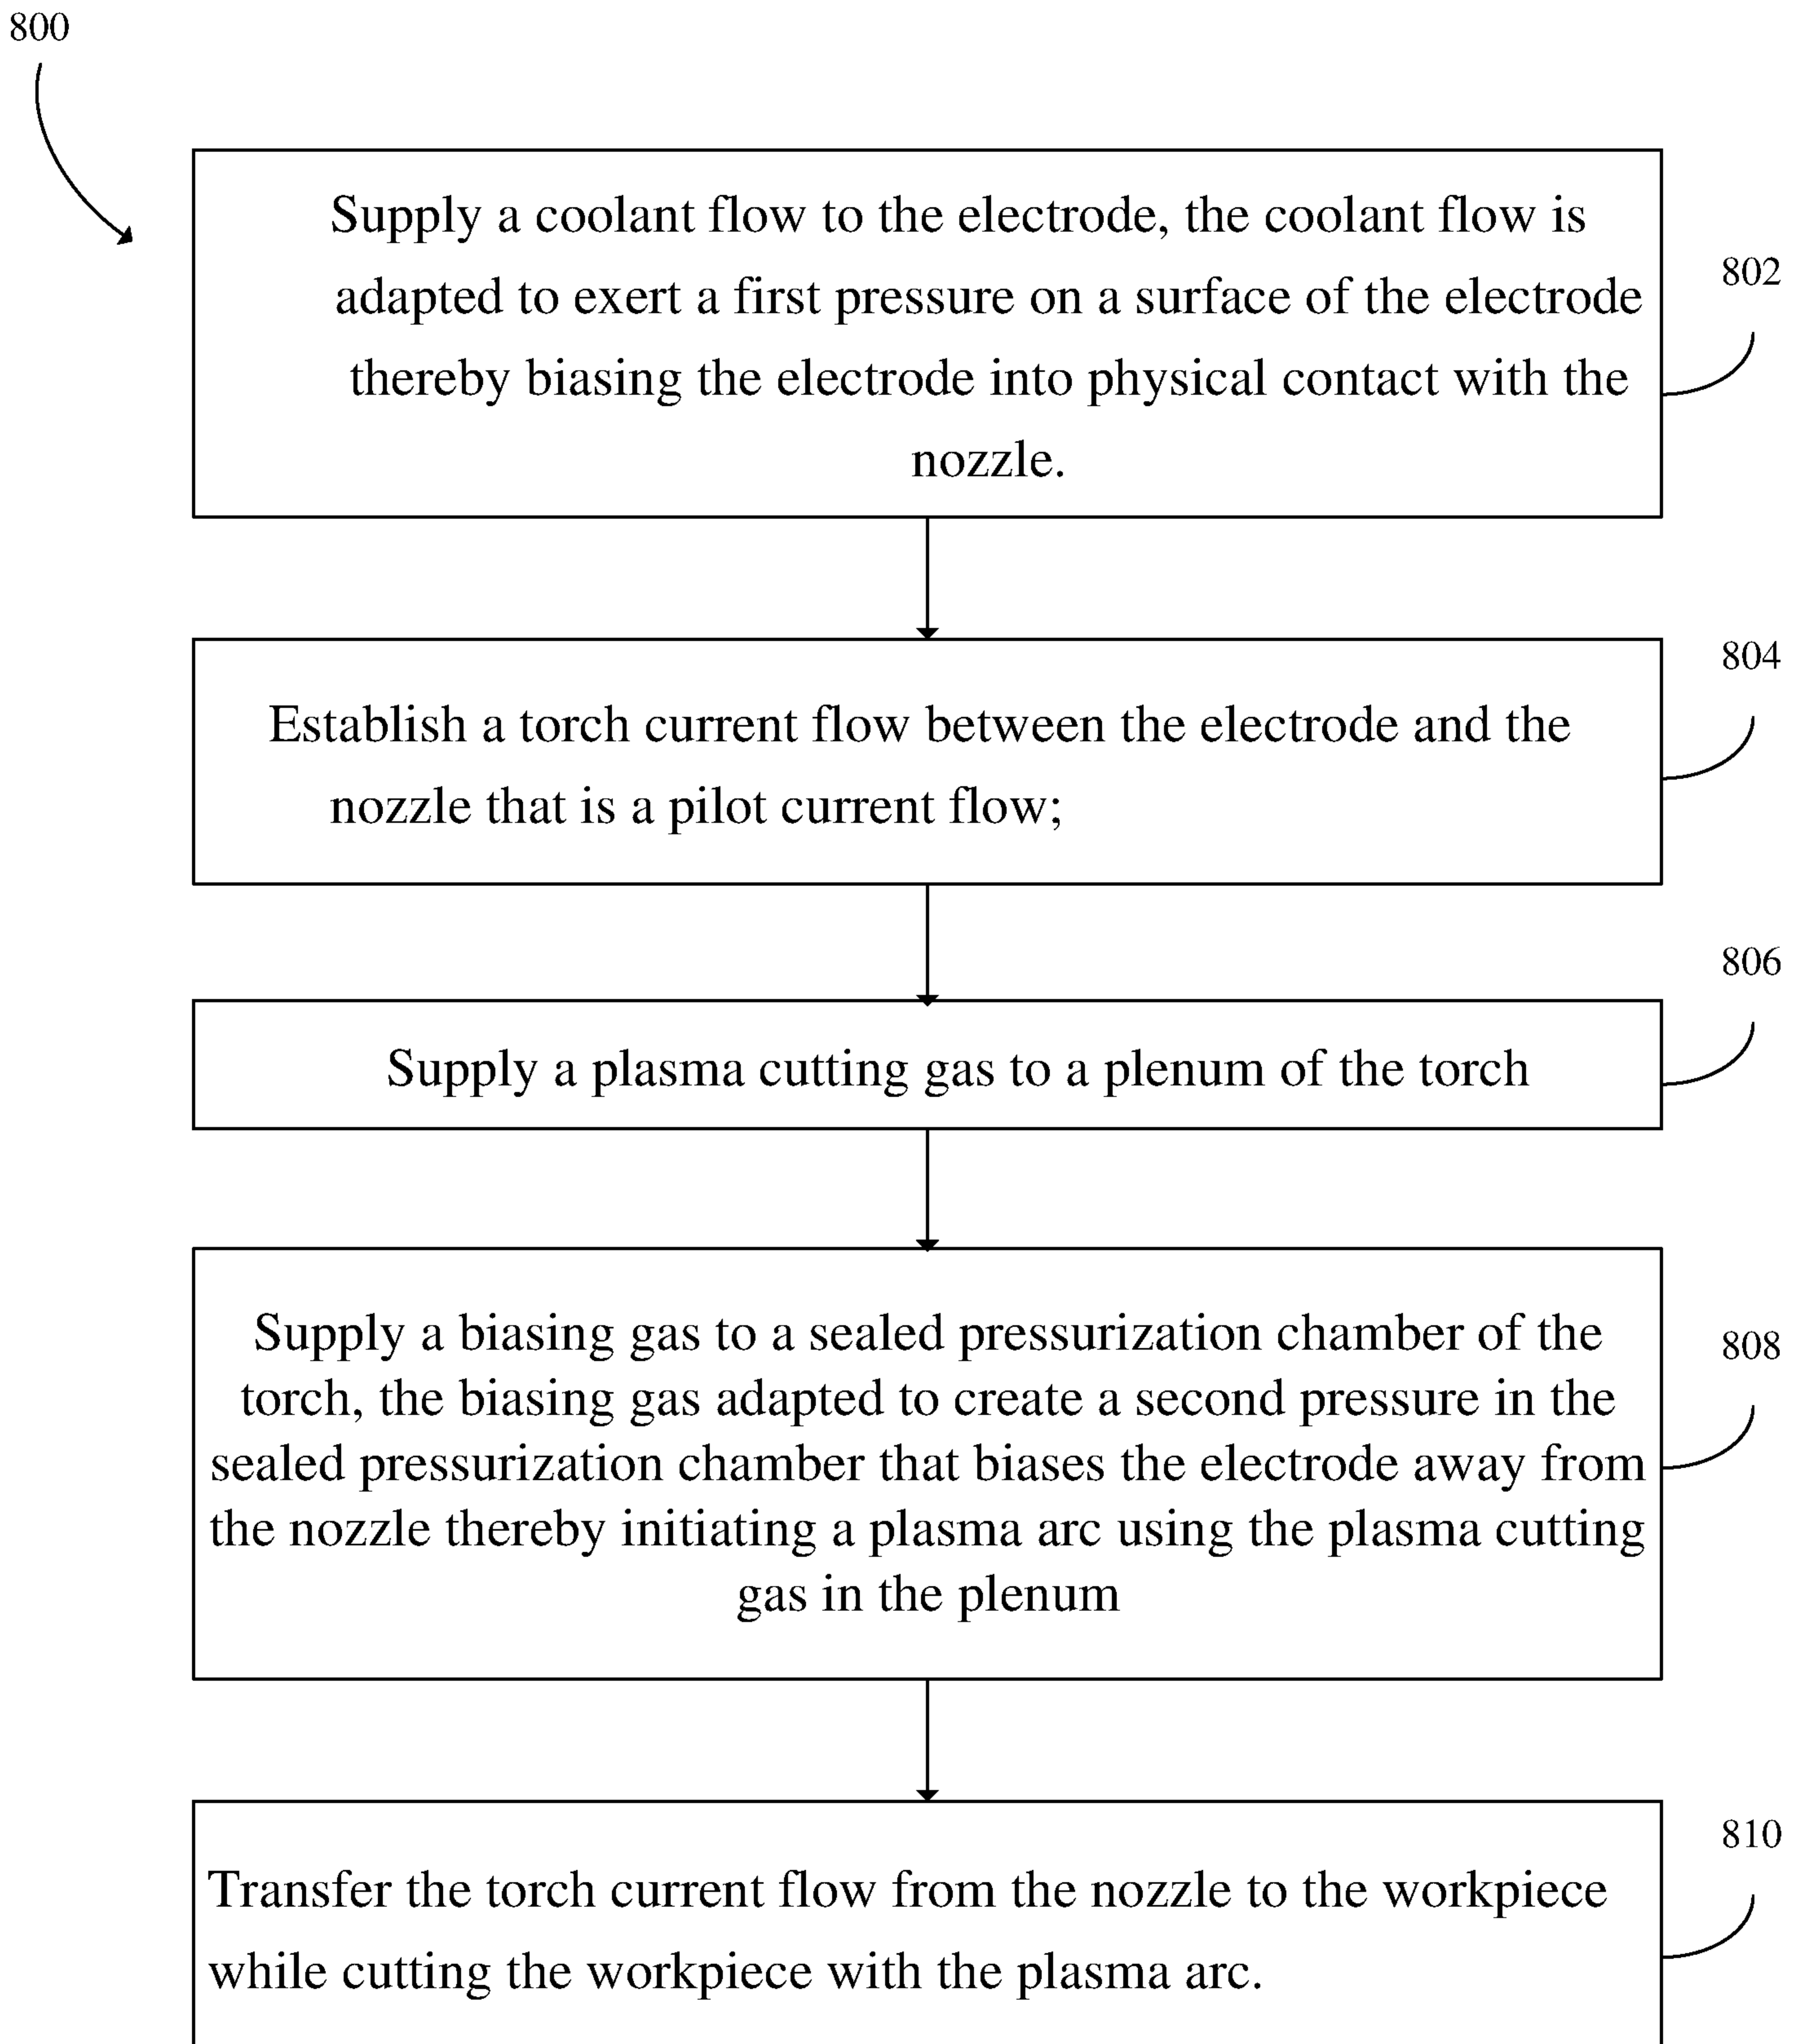 800
Supply a coolant flow to the electrode, the coolant flow is
adapted to exert a first pressure on a surface of the electrode
thereby biasing the electrode into physical contact with the
nozzle.
802
Establish a torch current flow between the electrode and the
nozzle that is a pilot current flow;
804
Supply a plasma cutting gas to a plenum of the torch
806
Supply a biasing gas to a sealed pressurization chamber of the
torch, the biasing gas adapted to create a second pressure in the
sealed pressurization chamber that biases the electrode away from
the nozzle thereby initiating a plasma arc using the plasma cutting
gas in the plenum
808
Transfer the torch current flow from the nozzle to the workpiece
while cutting the workpiece with the plasma arc.
810